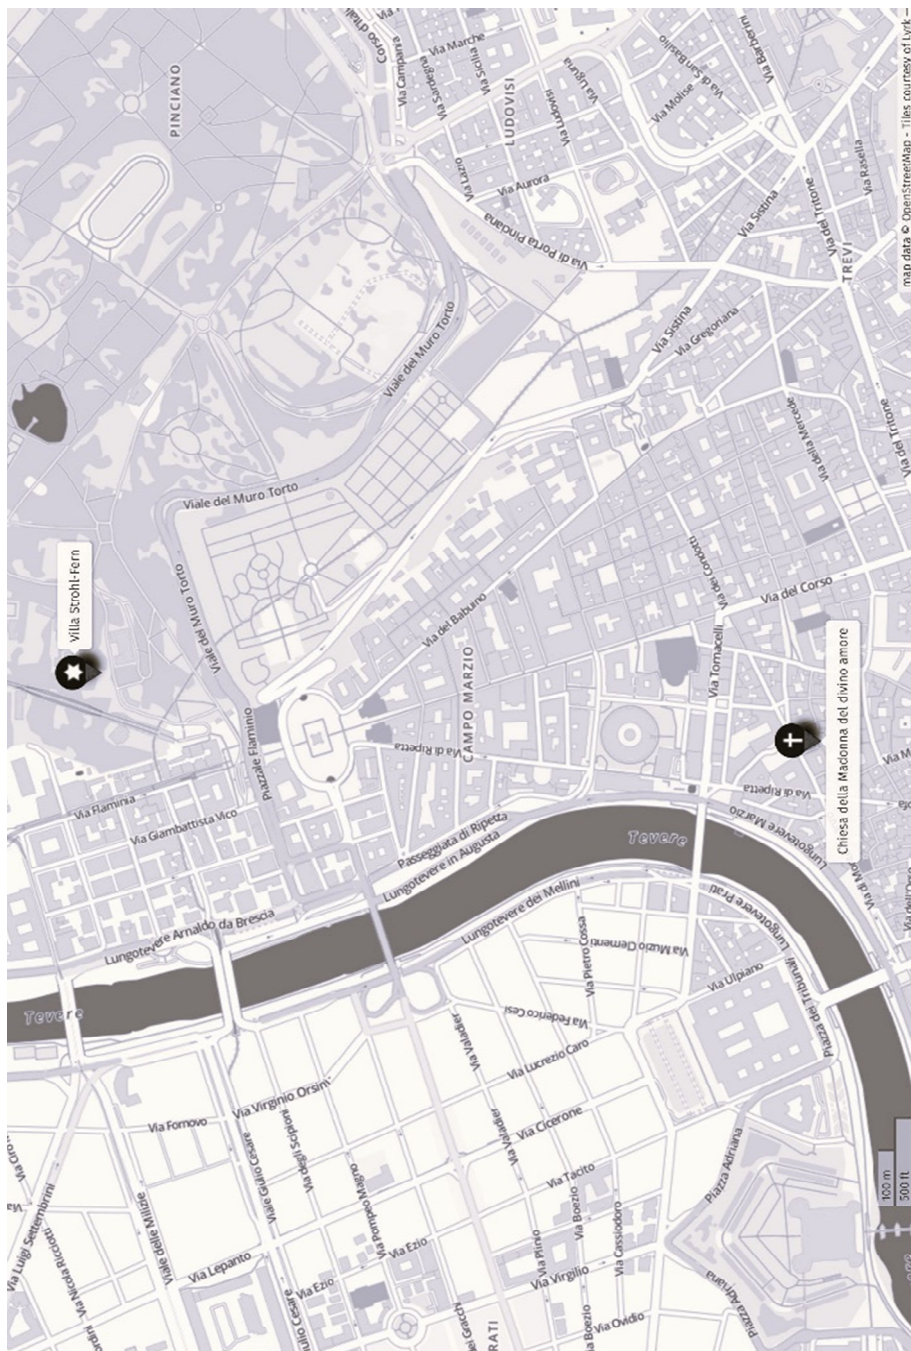 PINCIANO
Corso d'Italia
Via Campania
Via Marche
Via Sardegna
Via Sicilia
LUDOVISI
Via Liguria
Via Ludovisi
Via di San Basilio
Via Molise
Via Barberini
Via Lazio
Via Aurora
Via di Porta Pinciana
Via Sistina
Via del Tritone
Via Rasella
TREVI
map data © OpenStreetMap - Tiles courtesy of Lyrk —
Viale del Muro Torto
Via Sistina
Via Gregoriana
Via della Mercede
Via del Tritone
Viale del Muro Torto
Villa Strohl-Fern
Viale del Muro Torto
Via del Babuino
Via dei Condotti
Via del Corso
Via Tomacelli
CAMPO MARZIO
Piazzale Flaminio
Via di Ripetta
Chiesa della Madonna del divino amore
Via Flaminia
Via Giambattista Vico
Passeggiata di Ripetta
Lungotevere in Augusta
Tevere
Via di Ripetta
Lungotevere Marzio
Lungotevere Arnaldo da Brescia
Lungotevere dei Mellini
Lungotevere Prati
Tevere
Via Pietro Cossa
Via Muzio Clementi
Via Ulpiano
Piazza dei Tribunali
Via Federico Cesi
Via Valadier
Via Lucrezio Caro
Via Virginio Orsini
Via Fornovo
Via degli Scipioni
Viale Giulio Cesare
Via Valadier
Via Cicerone
Piazza Adriana
100 m
500 ft
Via Luigi Settembrini
Via Nicola Ricciotti
Viale delle Milizie
Via Lepanto
Via Pompeo Magno
Via Ezio
Via Ezio
Via Tacito
Via Boezio
Via Plinio
Via Cassiodoro
Via Virgilio
Via Boezio
Via Ovidio
Piazza Adriana